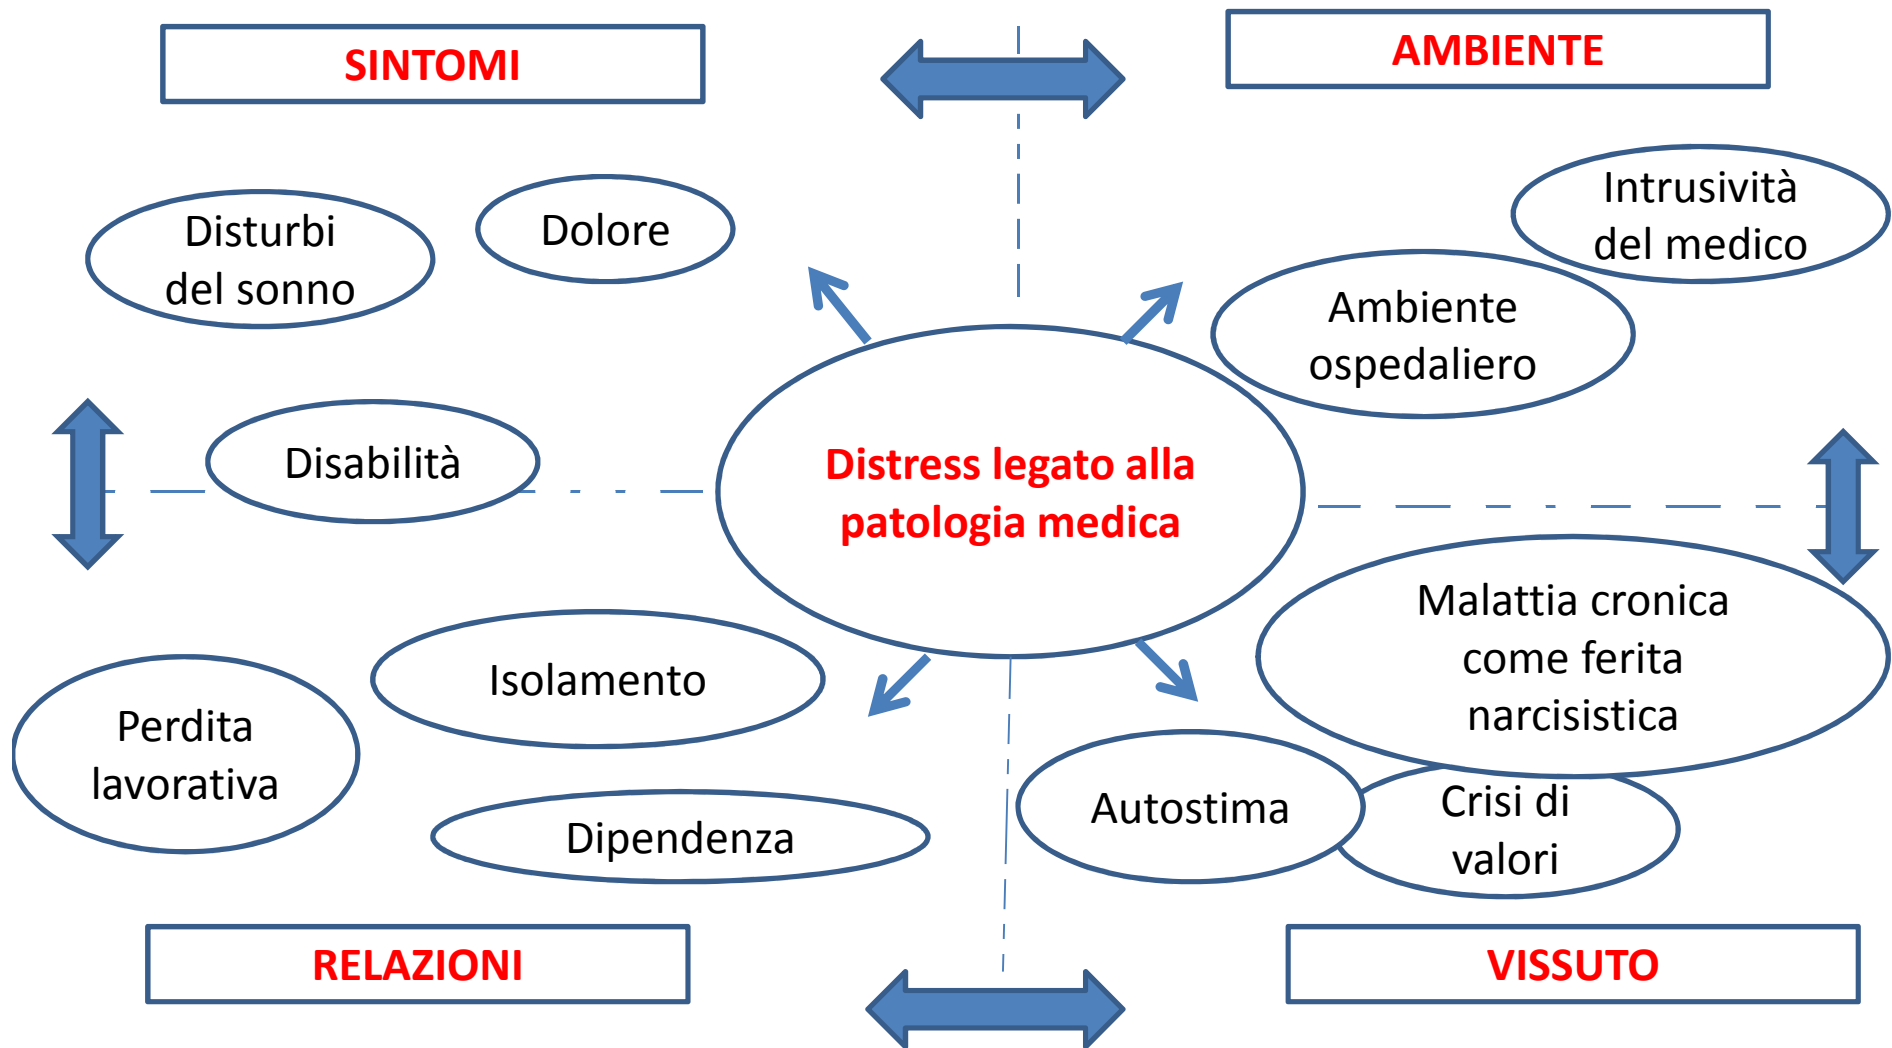 SINTOMI
AMBIENTE
Disturbi
del sonno
Dolore
Intrusività
del medico
Ambiente
ospedaliero
Disabilità
Distress legato alla
patologia medica
Malattia cronica
come ferita
narcisistica
Isolamento
Perdita
lavorativa
Dipendenza
Autostima
Crisi di
valori
RELAZIONI
VISSUTO